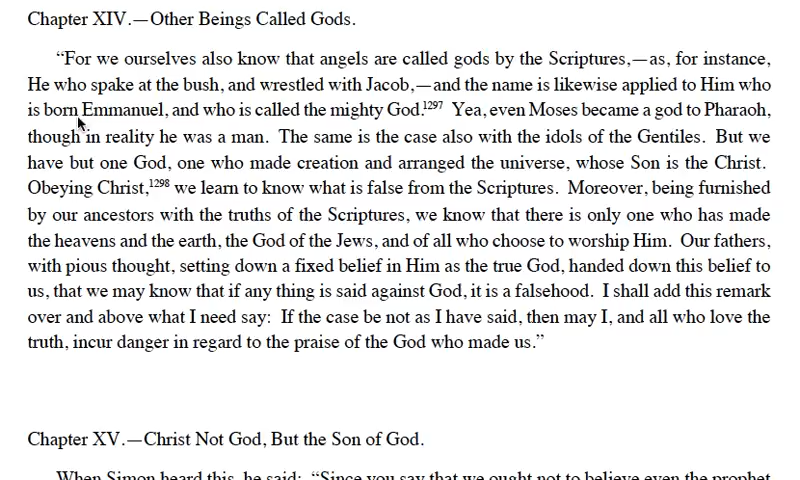 Chapter XIV.—Other Beings Called Gods.
“For we ourselves also know that angels are called gods by the Scriptures,—as, for instance,
He who spake at the bush, and wrestled with Jacob,—and the name is likewise applied to Him who
is born Emmanuel, and who is called the mighty God.1297  Yea, even Moses became a god to Pharaoh,
though in reality he was a man.  The same is the case also with the idols of the Gentiles.  But we
have but one God, one who made creation and arranged the universe, whose Son is the Christ.
Obeying Christ,1298 we learn to know what is false from the Scriptures.  Moreover, being furnished
by our ancestors with the truths of the Scriptures, we know that there is only one who has made
the heavens and the earth, the God of the Jews, and of all who choose to worship Him.  Our fathers,
with pious thought, setting down a fixed belief in Him as the true God, handed down this belief to
us, that we may know that if any thing is said against God, it is a falsehood.  I shall add this remark
over and above what I need say:  If the case be not as I have said, then may I, and all who love the
truth, incur danger in regard to the praise of the God who made us.”
Chapter XV.—Christ Not God, But the Son of God.
When Simon heard this, he said:  “Since you say that we ought not to believe even the prophet